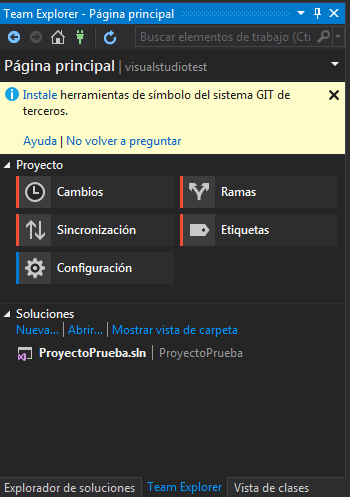 Team Explorer - Página principal
Buscar elementos de trabajo (Ct
Página principal | visualstudiotest
Instale herramientas de símbolo del sistema GIT de
terceros.
Ayuda | No volver a preguntar
Proyecto
Cambios
Ramas
Sincronización
Etiquetas
Configuración
Soluciones
Nueva... | Abrir... | Mostrar vista de carpeta
ProyectoPrueba.sln | ProyectoPrueba
Explorador de soluciones Team Explorer Vista de clases